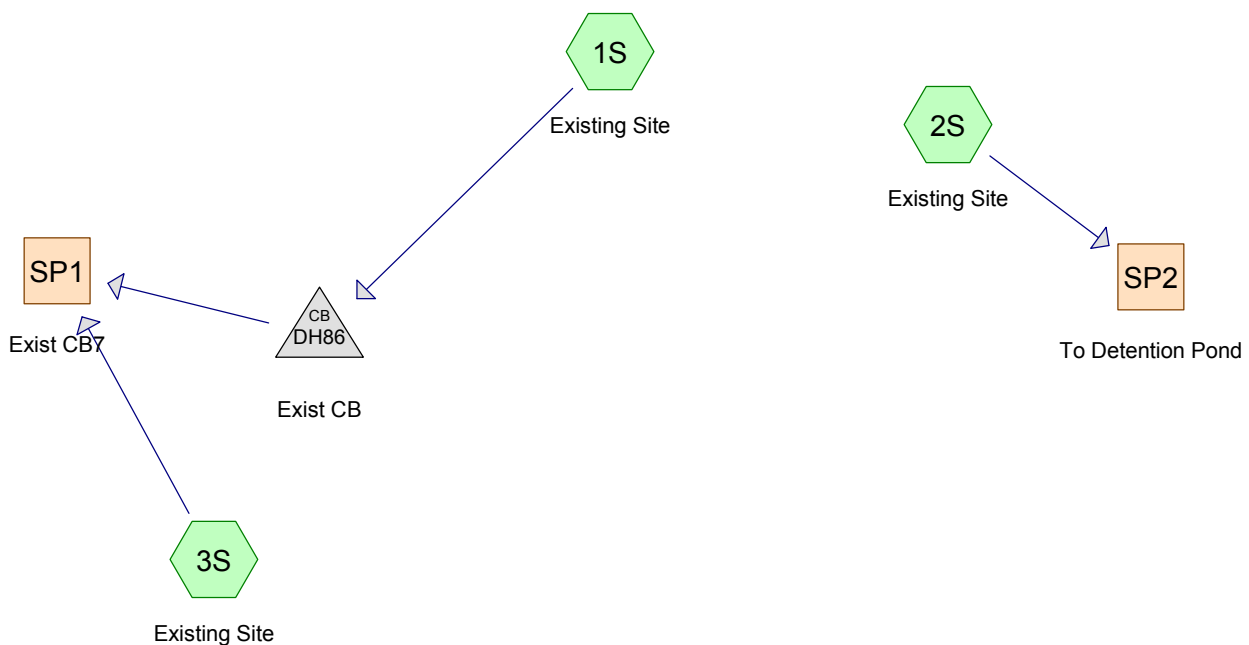 1S
Existing Site
2S
Existing Site
SP1
Exist CB7
CB
DH86
Exist CB
SP2
To Detention Pond
3S
Existing Site